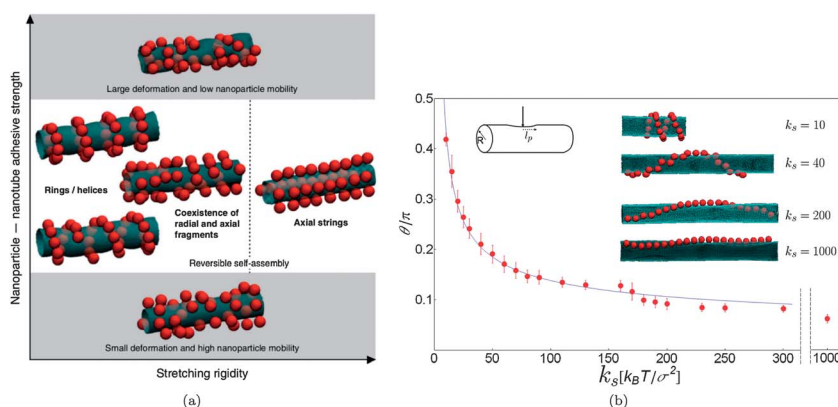 Nanoparticle — nanotube adhesive strength
Large deformation and low nanoparticle mobility
Rings / helices
Coexistence of
radial and axial
fragments
Axial strings
Reversible self-assembly
Small deformation and high nanoparticle mobility
Stretching rigidity
(a)
θ/π
0.5
0.4
0.3
0.2
0.1
R
l_p
k_s = 10
k_s = 40
k_s = 200
k_s = 1000
0 50 100 150 200 250 300 1000
k_s[k_BT/σ²]
(b)